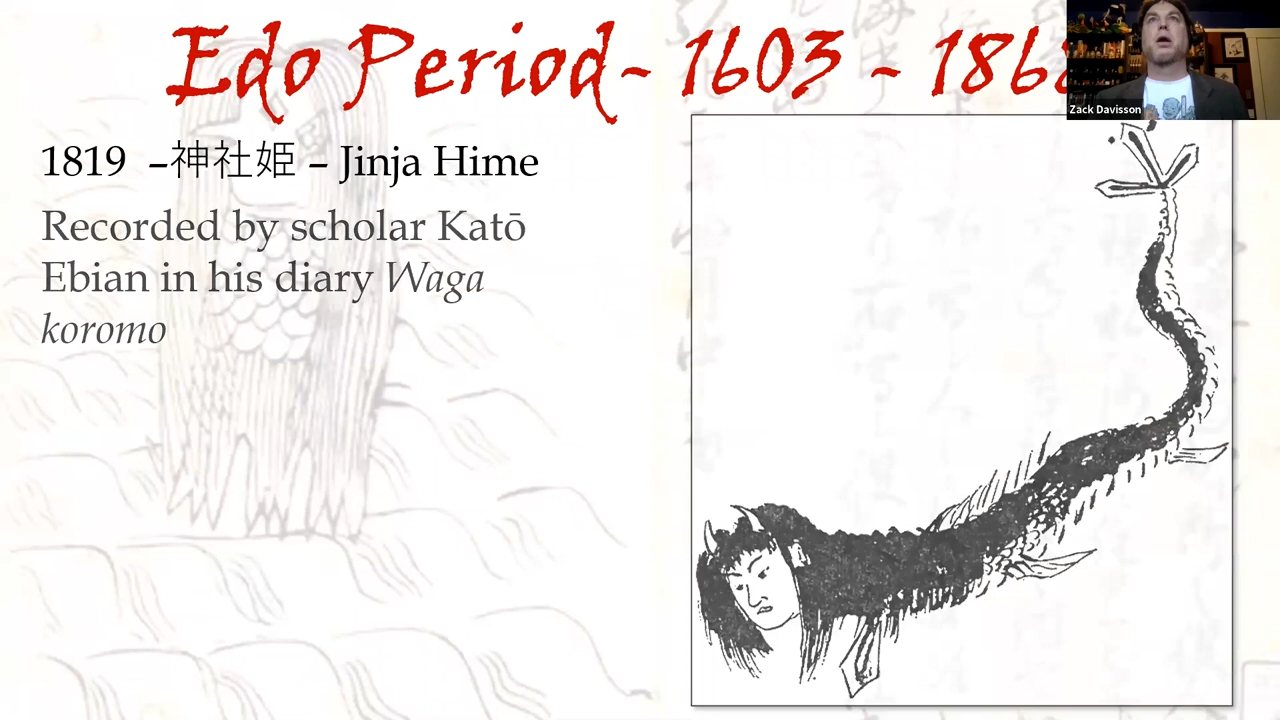 Edo Period- 1603 - 186
Zack Davisson
1819 –神社姫 – Jinja Hime
Recorded by scholar Katō
Ebian in his diary Waga
koromo